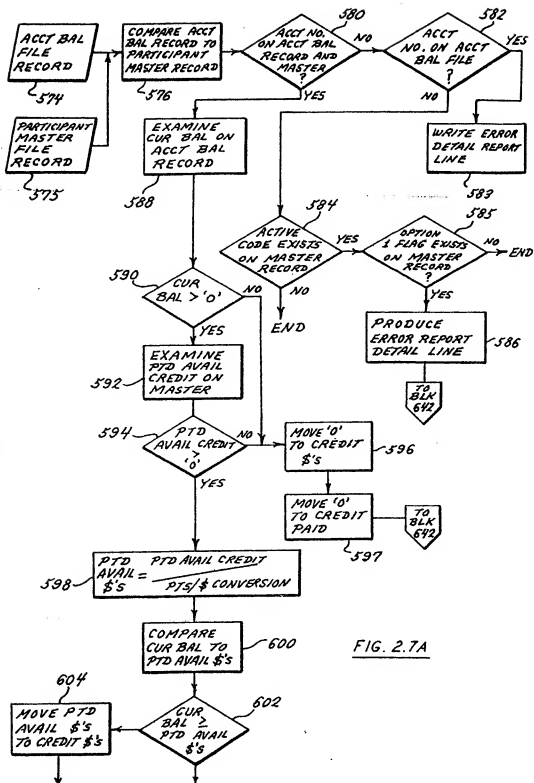 ACCT BAL
FILE
RECORD
574
COMPARE ACCT
BAL RECORD TO
PARTICIPANT
MASTER RECORD
576
580
ACCT NO.
ON ACCT BAL
RECORD AND
MASTER
?
NO
YES
582
ACCT
NO. ON ACCT
BAL FILE
?
YES
NO
PARTICIPANT
MASTER
FILE
RECORD
575
EXAMINE
CUR BAL ON
ACCT BAL
RECORD
588
WRITE ERROR
DETAIL REPORT
LINE
583
584
ACTIVE
CODE EXISTS
ON MASTER
RECORD
YES
NO
END
585
OPTION
1 FLAG EXISTS
ON MASTER
RECORD
?
NO
END
YES
590
CUR
BAL > '0'
NO
YES
PRODUCE
ERROR REPORT
DETAIL LINE
586
TO
BLK
642
592
EXAMINE
PTD AVAIL
CREDIT ON
MASTER
594
PTD
AVAIL CREDIT
>
'0'
NO
YES
MOVE '0'
TO CREDIT
$'s
596
MOVE '0'
TO CREDIT
PAID
597
TO
BLK
642
598
PTD
AVAIL
$'s
=
PTD AVAIL CREDIT
PTS/$ CONVERSION
COMPARE
CUR BAL TO
PTD AVAIL $'s
600
FIG. 2.7A
604
MOVE PTD
AVAIL $'s
TO CREDIT $'s
602
CUR
BAL ≥
PTD AVAIL
$'s